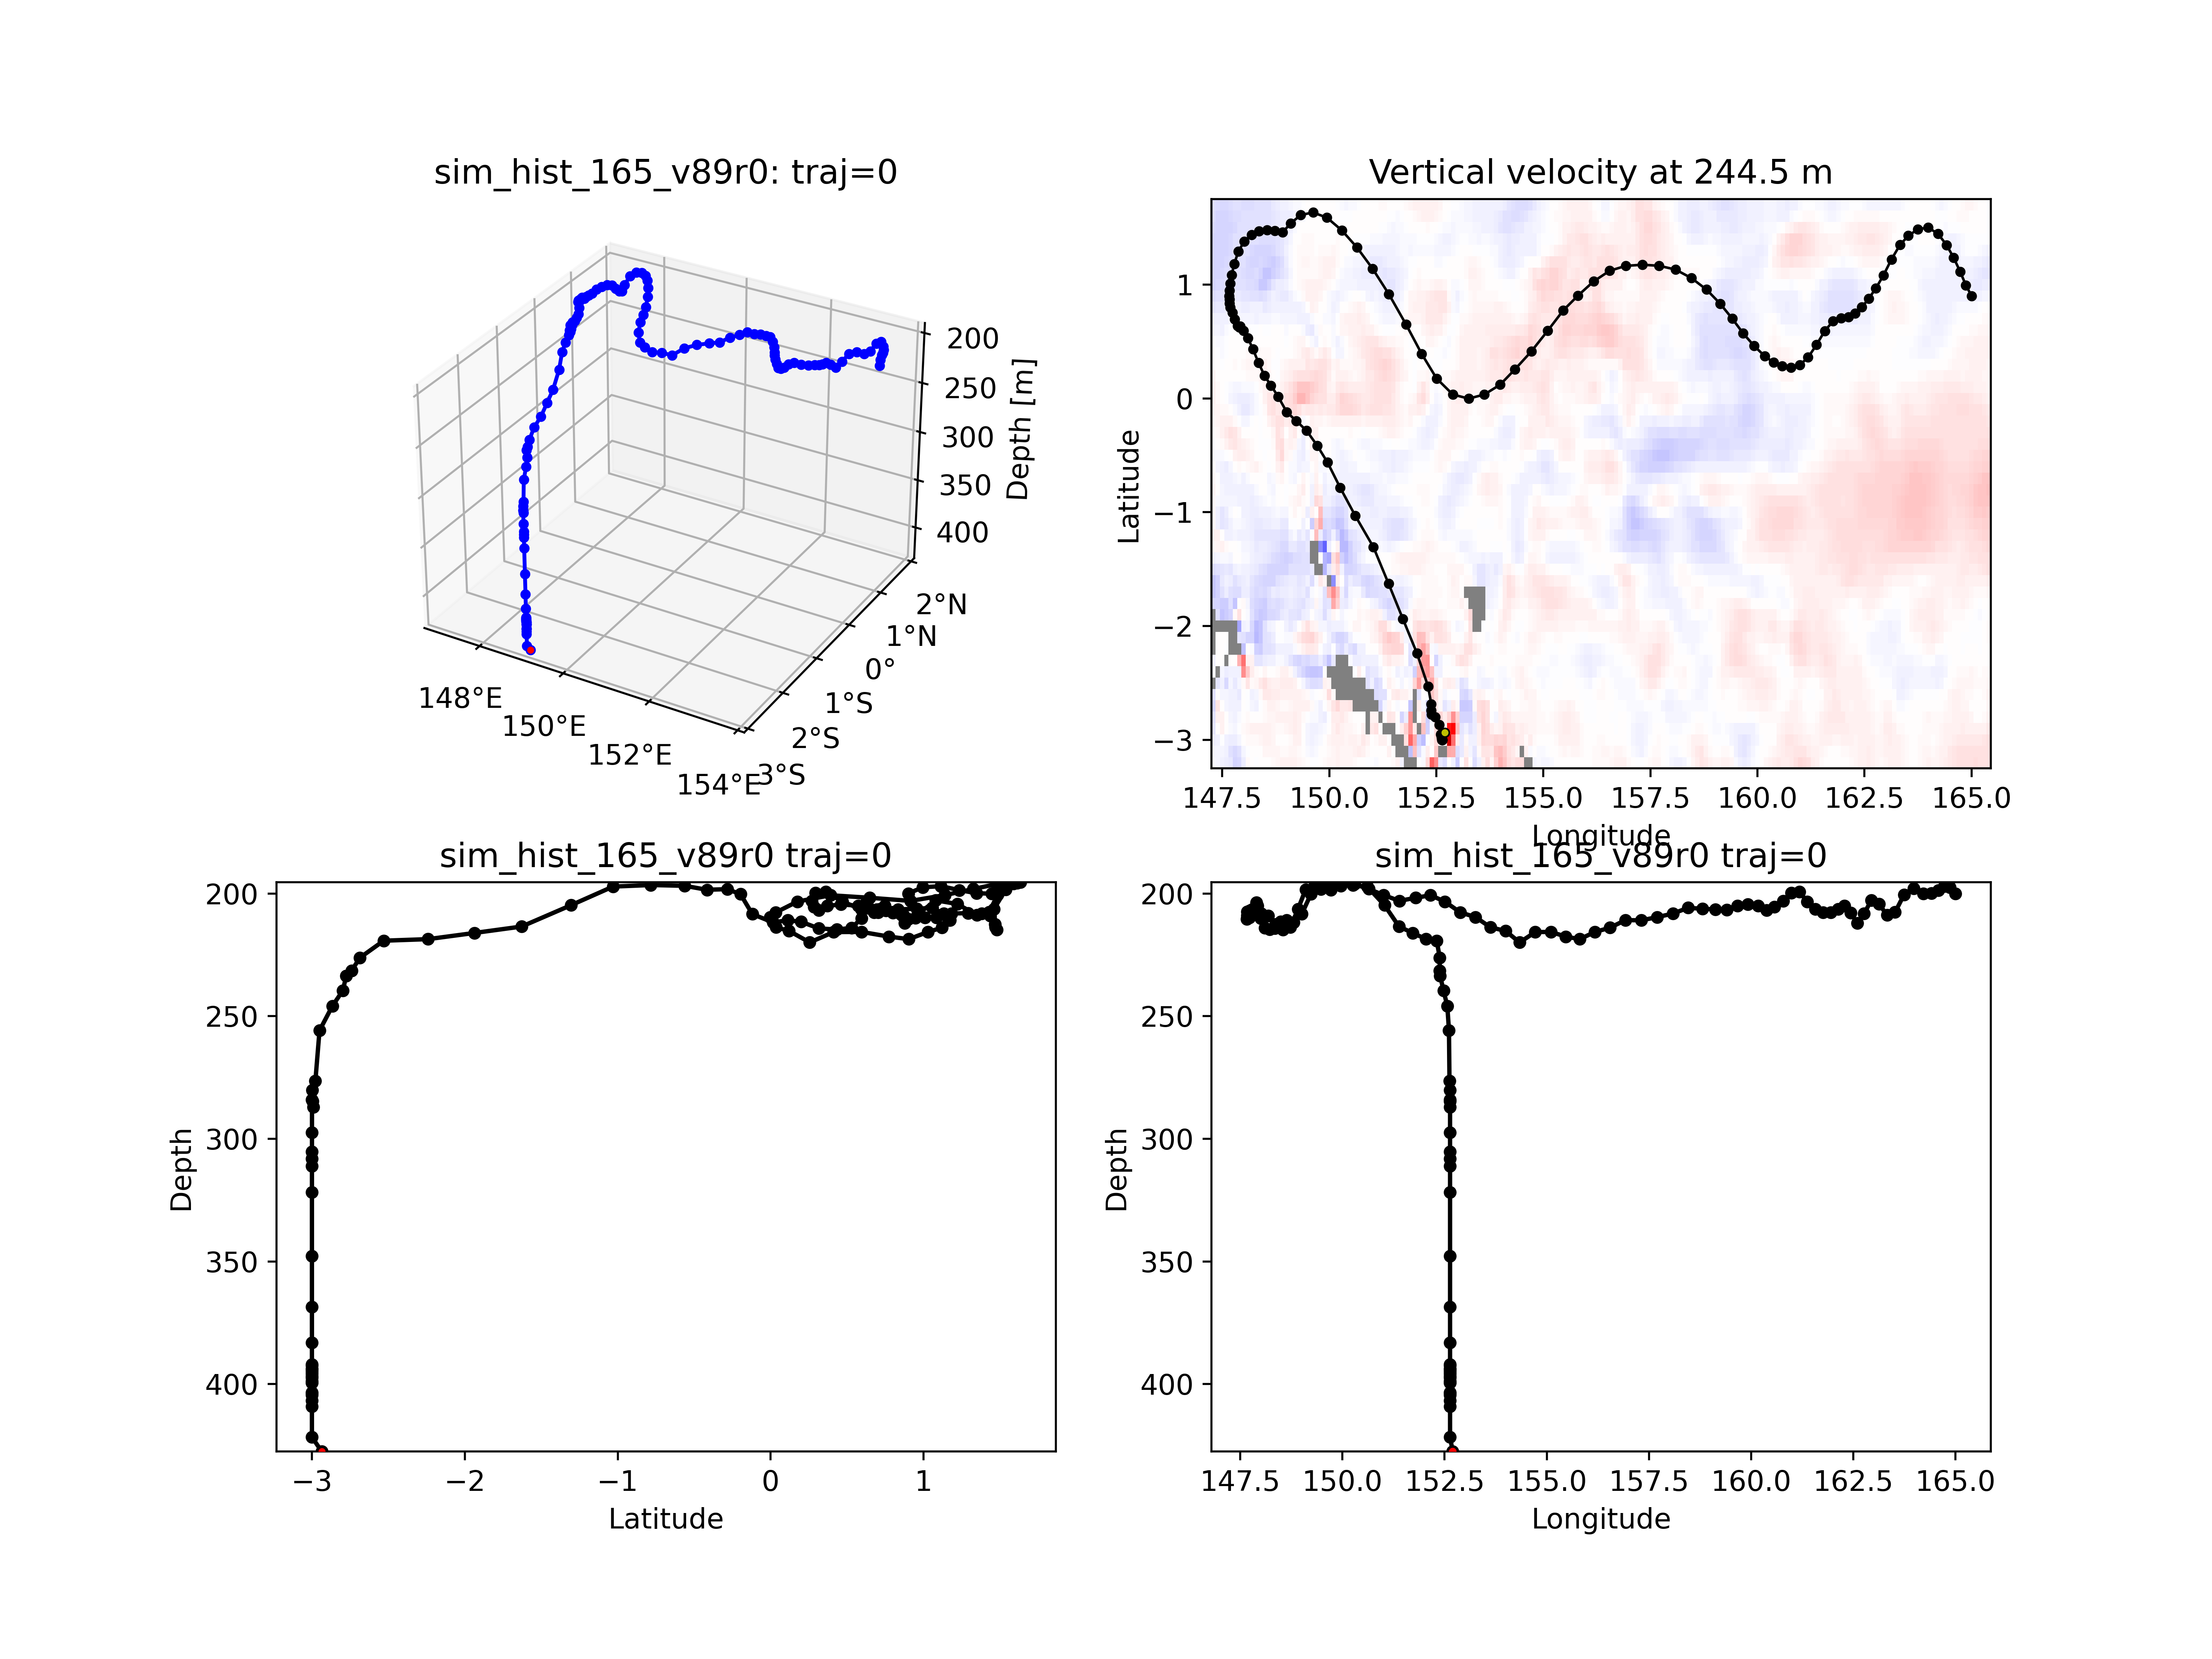 sim_hist_165_v89r0: traj=0
200
250
300
350
400
Depth [m]
2°N
1°N
0°
1°S
2°S
3°S
148°E
150°E
152°E
154°E
Vertical velocity at 244.5 m
1
0
−1
−2
−3
Latitude
147.5 150.0 152.5 155.0 157.5 160.0 162.5 165.0
Longitude
sim_hist_165_v89r0 traj=0
200
250
300
350
400
Depth
−3 −2 −1 0 1
Latitude
sim_hist_165_v89r0 traj=0
200
250
300
350
400
Depth
147.5 150.0 152.5 155.0 157.5 160.0 162.5 165.0
Longitude